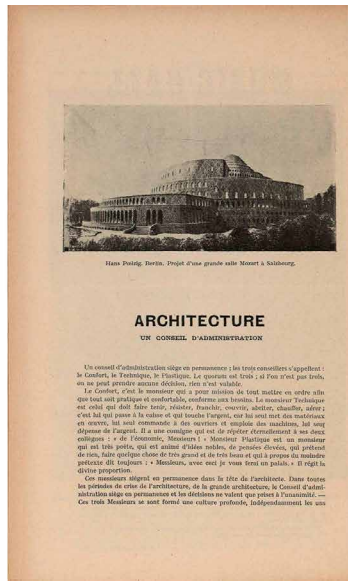 Hans Poelzig. Berlin. Projet d'une grande salle Mozart à Salzbourg.
ARCHITECTURE
UN CONSEIL D'ADMINISTRATION
Un conseil d'administration siège en permanence ; les trois conseillers s'appellent :
le Confort, le Technique, le Plastique. Le quorum est trois ; si l'on n'est pas trois,
on ne peut prendre aucune décision, rien n'est valable.
Le Confort, c'est le monsieur qui a pour mission de tout mettre en ordre afin
que tout soit pratique et confortable, conforme aux besoins. Le monsieur Technique
est celui qui doit faire tenir, résister, franchir, couvrir, abriter, chauffer, aérer ;
c'est lui qui passe à la caisse et qui touche l'argent, car lui seul met des matériaux
en œuvre, lui seul commande à des ouvriers et emploie des machines, lui seul
dépense de l'argent. Il a une consigne qui est de répéter éternellement à ses deux
collègues : « de l'économie, Messieurs ! » Monsieur Plastique est un monsieur
qui est très poète, qui est animé d'idées nobles, de pensées élevées, qui prétend
de rien, faire quelque chose de très grand et de très beau et qui à propos du moindre
prétexte dit toujours : « Messieurs, avec ceci je vous ferai un palais. » Il régit la
divine proportion.
Ces messieurs siègent en permanence dans la tête de l'architecte. Dans toutes
les périodes de crise de l'architecture, de la grande architecture, le Conseil d'admi-
nistration siège en permanence et les décisions ne valent que prises à l'unanimité. —
Ces trois Messieurs se sont formé une culture profonde, indépendamment les uns